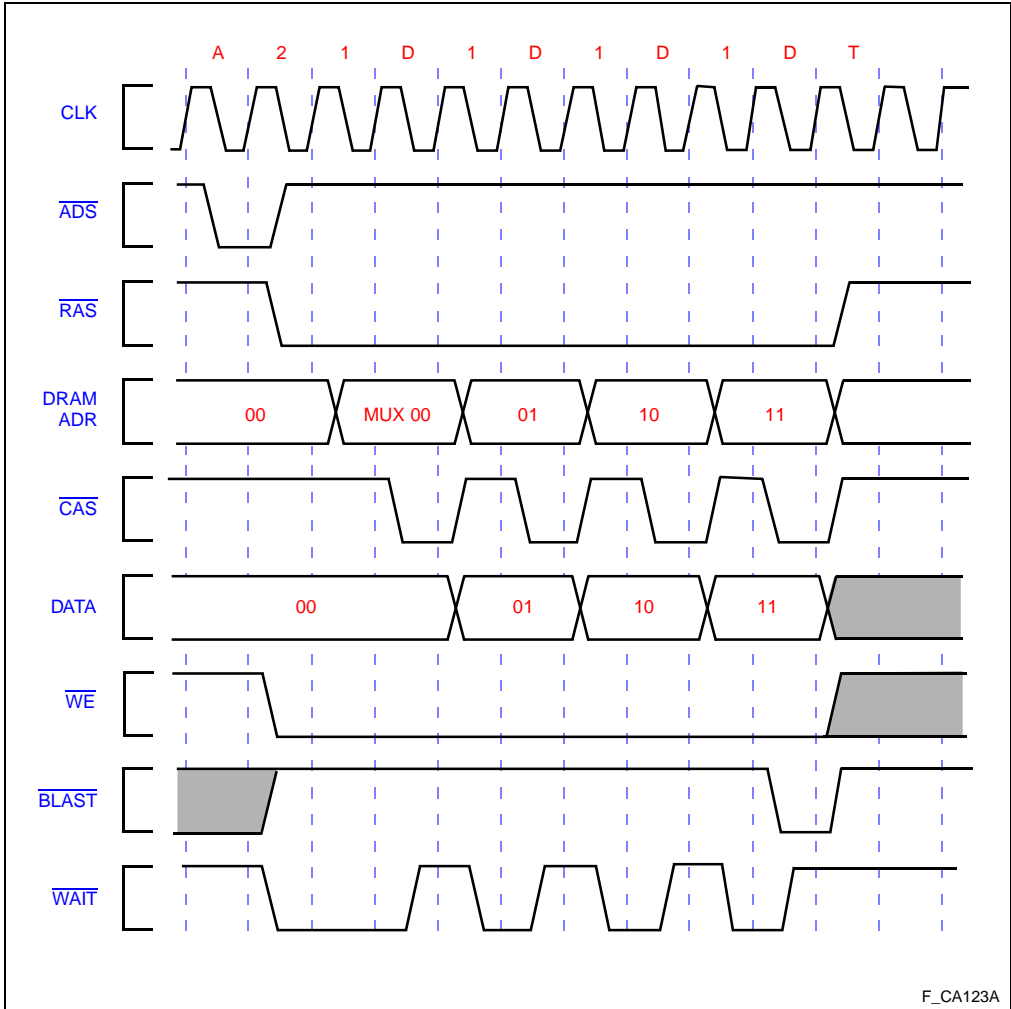 A 2 1 D 1 D 1 D 1 D T
CLK
ADS
RAS
DRAM
ADR
00 MUX 00 01 10 11
CAS
DATA
00 01 10 11
WE
BLAST
WAIT
F_CA123A